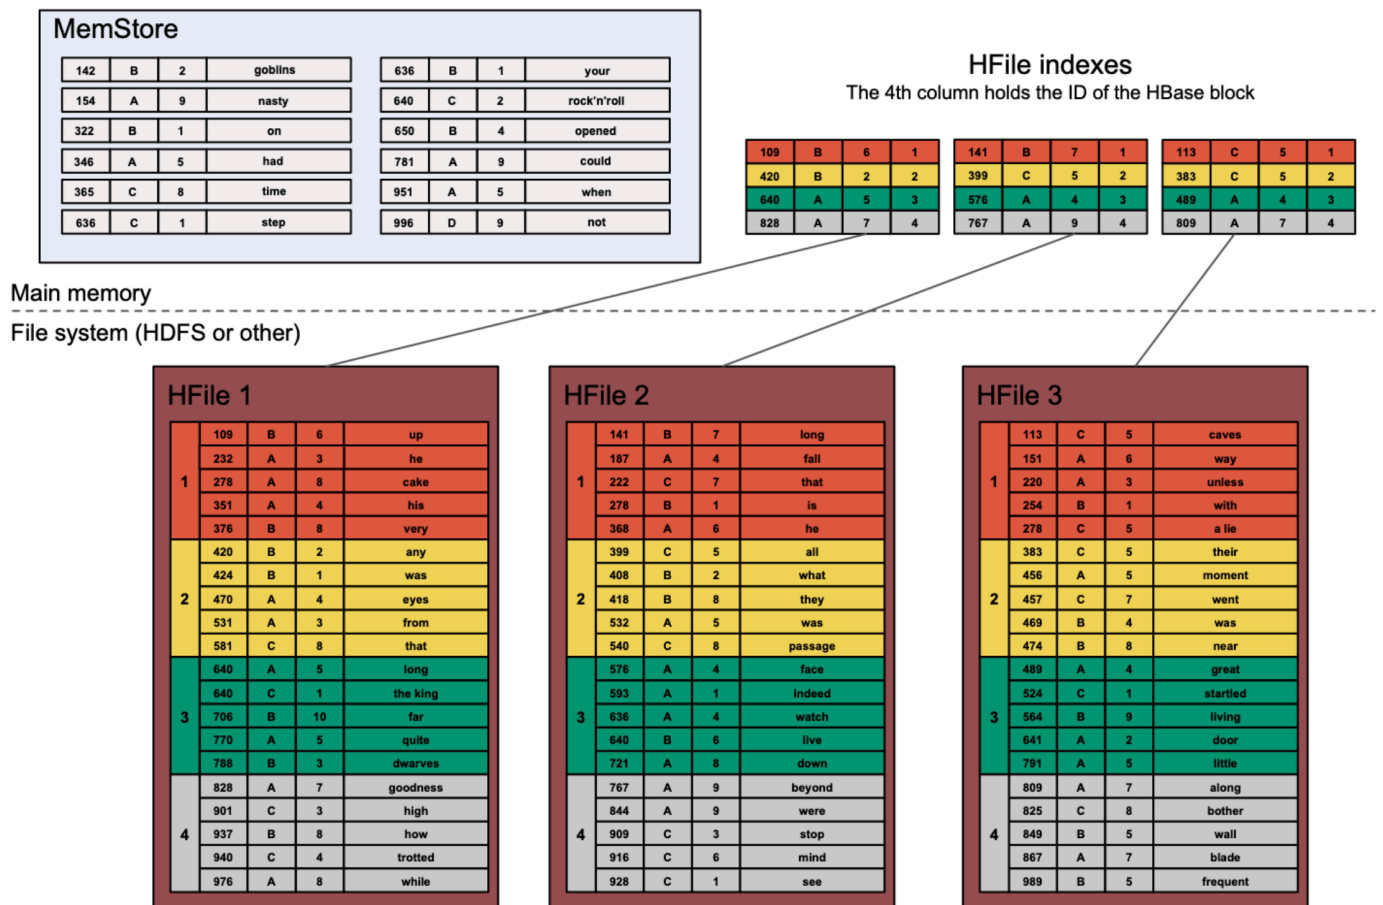 MemStore
142 B 2 goblins
154 A 9 nasty
322 B 1 on
346 A 5 had
365 C 8 time
636 C 1 step
636 B 1 your
640 C 2 rock'n'roll
650 B 4 opened
781 A 9 could
951 A 5 when
996 D 9 not
HFile indexes
The 4th column holds the ID of the HBase block
109 B 6 1
420 B 2 2
640 A 5 3
828 A 7 4
141 B 7 1
399 C 5 2
576 A 4 3
767 A 9 4
113 C 5 1
383 C 5 2
489 A 4 3
809 A 7 4
Main memory
File system (HDFS or other)
HFile 1
1
109 B 6 up
232 A 3 he
278 A 8 cake
351 A 4 his
376 B 8 very
2
420 B 2 any
424 B 1 was
470 A 4 eyes
531 A 3 from
581 C 8 that
3
640 A 5 long
640 C 1 the king
706 B 10 far
770 A 5 quite
788 B 3 dwarves
4
828 A 7 goodness
901 C 3 high
937 B 8 how
940 C 4 trotted
976 A 8 while
HFile 2
1
141 B 7 long
187 A 4 fall
222 C 7 that
278 B 1 is
368 A 6 he
2
399 C 5 all
408 B 2 what
418 B 8 they
532 A 5 was
540 C 8 passage
3
576 A 4 face
593 A 1 indeed
636 A 4 watch
640 B 6 live
721 A 8 down
4
767 A 9 beyond
844 A 9 were
909 C 3 stop
916 C 6 mind
928 C 1 see
HFile 3
1
113 C 5 caves
151 A 6 way
220 A 3 unless
254 B 1 with
278 C 5 a lie
2
383 C 5 their
456 A 5 moment
457 C 7 went
469 B 4 was
474 B 8 near
3
489 A 4 great
524 C 1 startled
564 B 9 living
641 A 2 door
791 A 5 little
4
809 A 7 along
825 C 8 bother
849 B 5 wall
867 A 7 blade
989 B 5 frequent